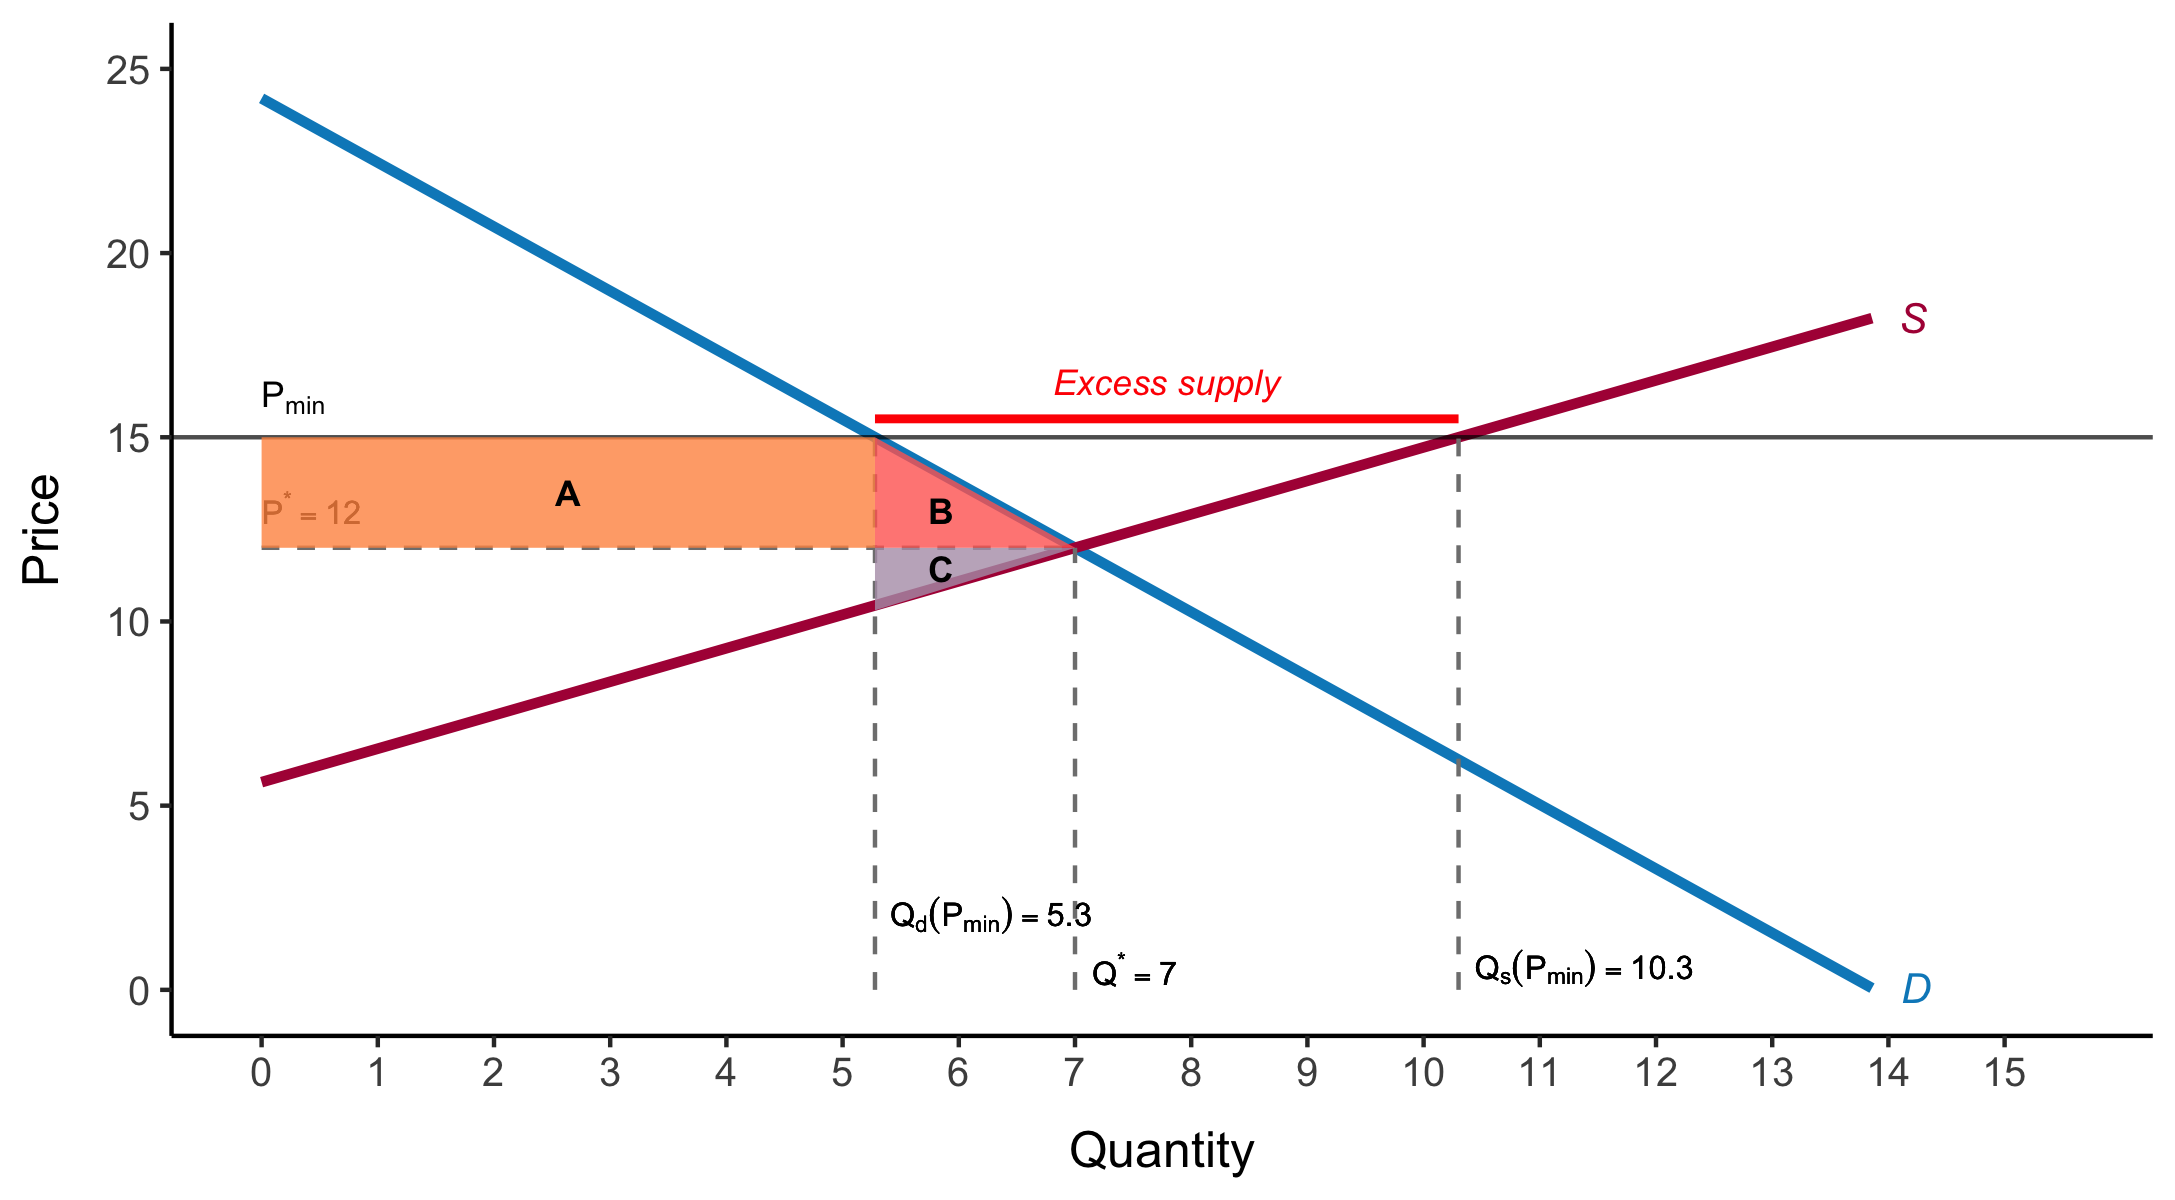 25
20
15
10
5
0
Price
S
Excess supply
P_min
A
P* = 12
B
C
Q_d(P_min) = 5.3
Q* = 7
Q_s(P_min) = 10.3
D
0 1 2 3 4 5 6 7 8 9 10 11 12 13 14 15
Quantity